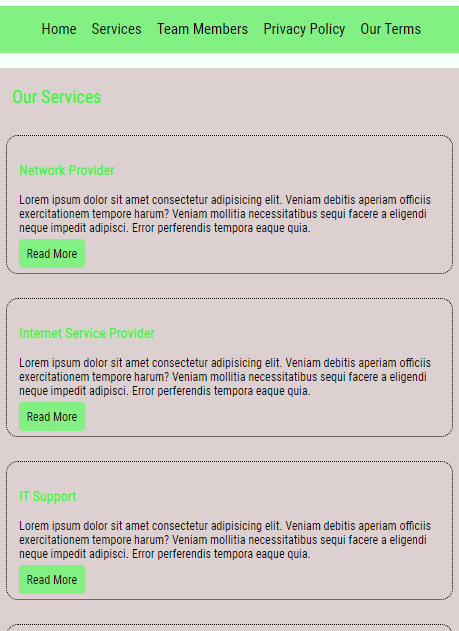 Home Services Team Members Privacy Policy Our Terms
Our Services
Network Provider
Lorem ipsum dolor sit amet consectetur adipisicing elit. Veniam debitis aperiam officiis
exercitationem tempore harum? Veniam mollitia necessitatibus sequi facere a eligendi
neque impedit adipisci. Error perferendis tempora eaque quia.
Read More
Internet Service Provider
Lorem ipsum dolor sit amet consectetur adipisicing elit. Veniam debitis aperiam officiis
exercitationem tempore harum? Veniam mollitia necessitatibus sequi facere a eligendi
neque impedit adipisci. Error perferendis tempora eaque quia.
Read More
IT Support
Lorem ipsum dolor sit amet consectetur adipisicing elit. Veniam debitis aperiam officiis
exercitationem tempore harum? Veniam mollitia necessitatibus sequi facere a eligendi
neque impedit adipisci. Error perferendis tempora eaque quia.
Read More